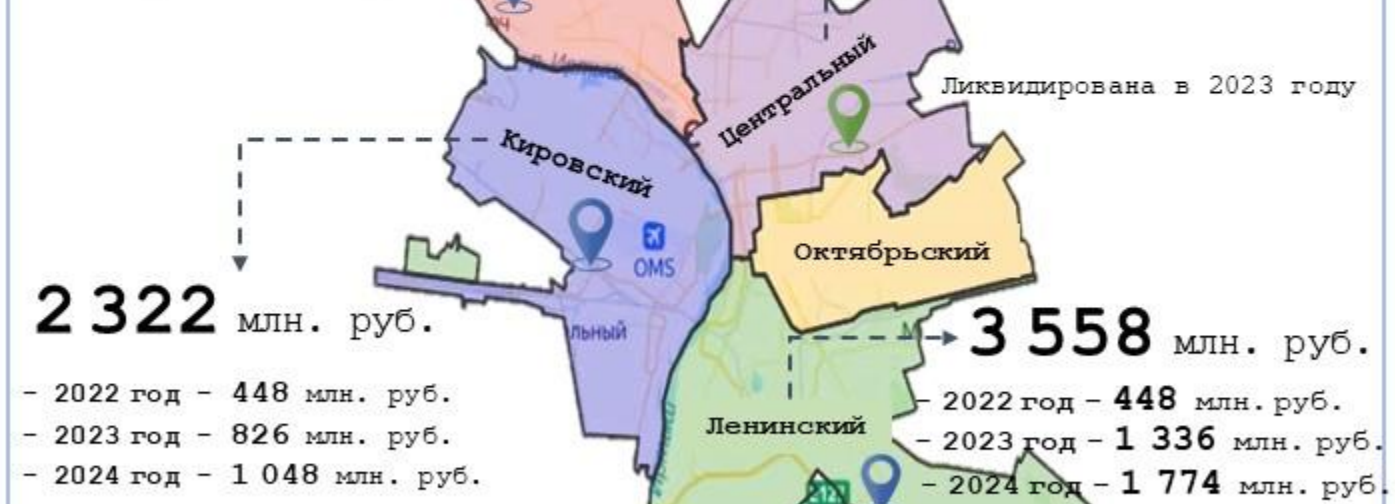 Центральный
Ликвидирована в 2023 году
Кировский
OMS
Октябрьский
льный
2 322 млн. руб.
- 2022 год - 448 млн. руб.
- 2023 год - 826 млн. руб.
- 2024 год - 1 048 млн. руб.
3 558 млн. руб.
Ленинский
- 2022 год - 448 млн. руб.
- 2023 год - 1 336 млн. руб.
- 2024 год - 1 774 млн. руб.